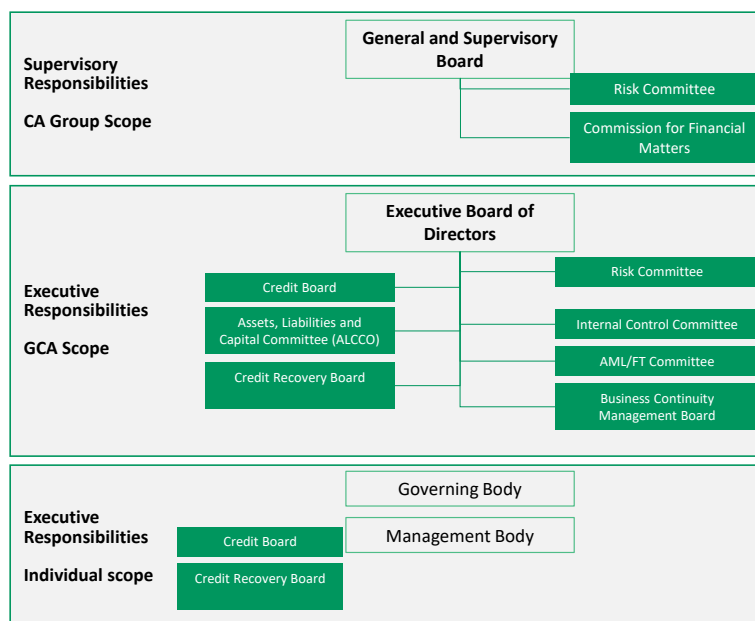 Supervisory
Responsibilities
CA Group Scope
General and Supervisory
Board
Risk Committee
Commission for Financial
Matters
Executive
Responsibilities
GCA Scope
Executive Board of
Directors
Credit Board
Assets, Liabilities and
Capital Committee (ALCCO)
Credit Recovery Board
Risk Committee
Internal Control Committee
AML/FT Committee
Business Continuity
Management Board
Executive
Responsibilities
Individual scope
Governing Body
Management Body
Credit Board
Credit Recovery Board